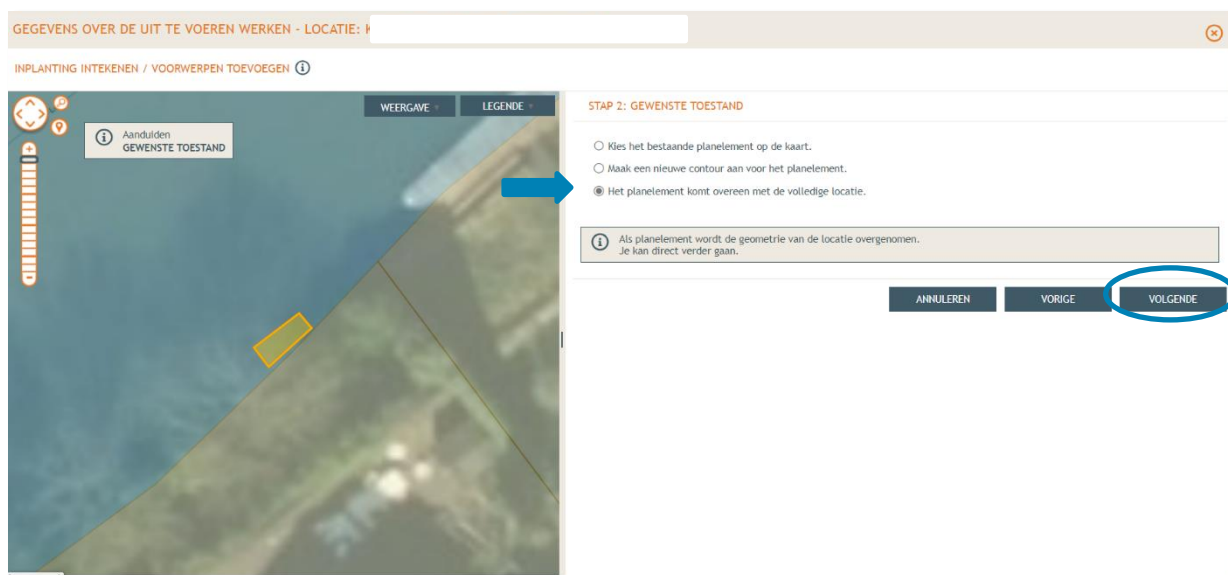 GEGEVENS OVER DE UIT TE VOEREN WERKEN - LOCATIE: K
INPLANTING INTEKENEN / VOORWERPEN TOEVOEGEN
WEERGAVE
LEGENDE
Aanduiden
GEWENSTE TOESTAND
STAP 2: GEWENSTE TOESTAND
Kies het bestaande planelement op de kaart.
Maak een nieuwe contour aan voor het planelement.
Het planelement komt overeen met de volledige locatie.
Als planelement wordt de geometrie van de locatie overgenomen.
Je kan direct verder gaan.
ANNULEREN
VORIGE
VOLGENDE